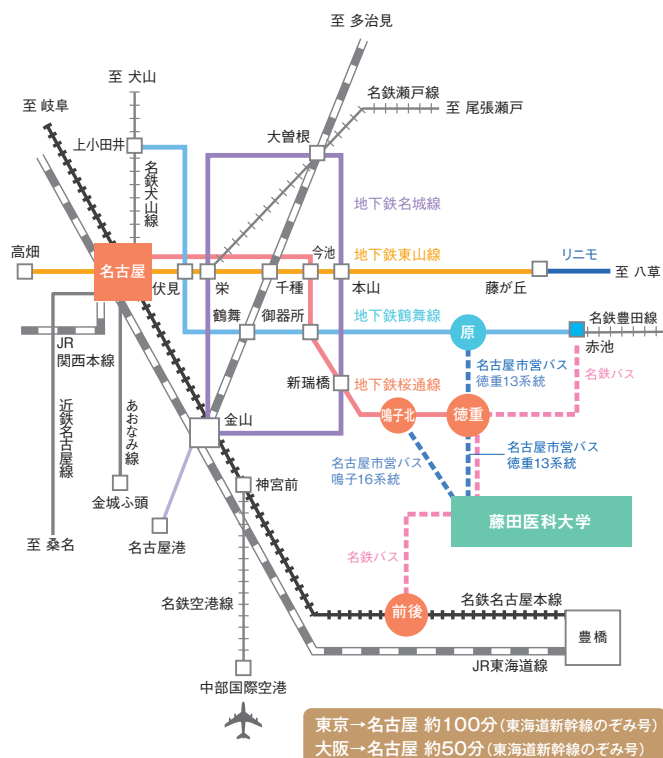 至 多治見
至 犬山
名鉄瀬戸線
至 岐阜
至 尾張瀬戸
上小田井
大曽根
名鉄犬山線
地下鉄名城線
高畑
名古屋
今池
地下鉄東山線
リニモ
至 八草
伏見
栄
千種
本山
藤が丘
鶴舞
御器所
地下鉄鶴舞線
原
名鉄豊田線
赤池
JR
関西本線
新瑞橋
地下鉄桜通線
名古屋市営バス
徳重13系統
名鉄バス
近鉄名古屋線
あおなみ線
金山
鳴子北
徳重
名古屋市営バス
鳴子16系統
名古屋市営バス
徳重13系統
金城ふ頭
神宮前
藤田医科大学
至 桑名
名古屋港
名鉄バス
名鉄空港線
前後
名鉄名古屋本線
豊橋
JR東海道線
中部国際空港
東京→名古屋 約100分(東海道新幹線のぞみ号)
大阪→名古屋 約50分(東海道新幹線のぞみ号)